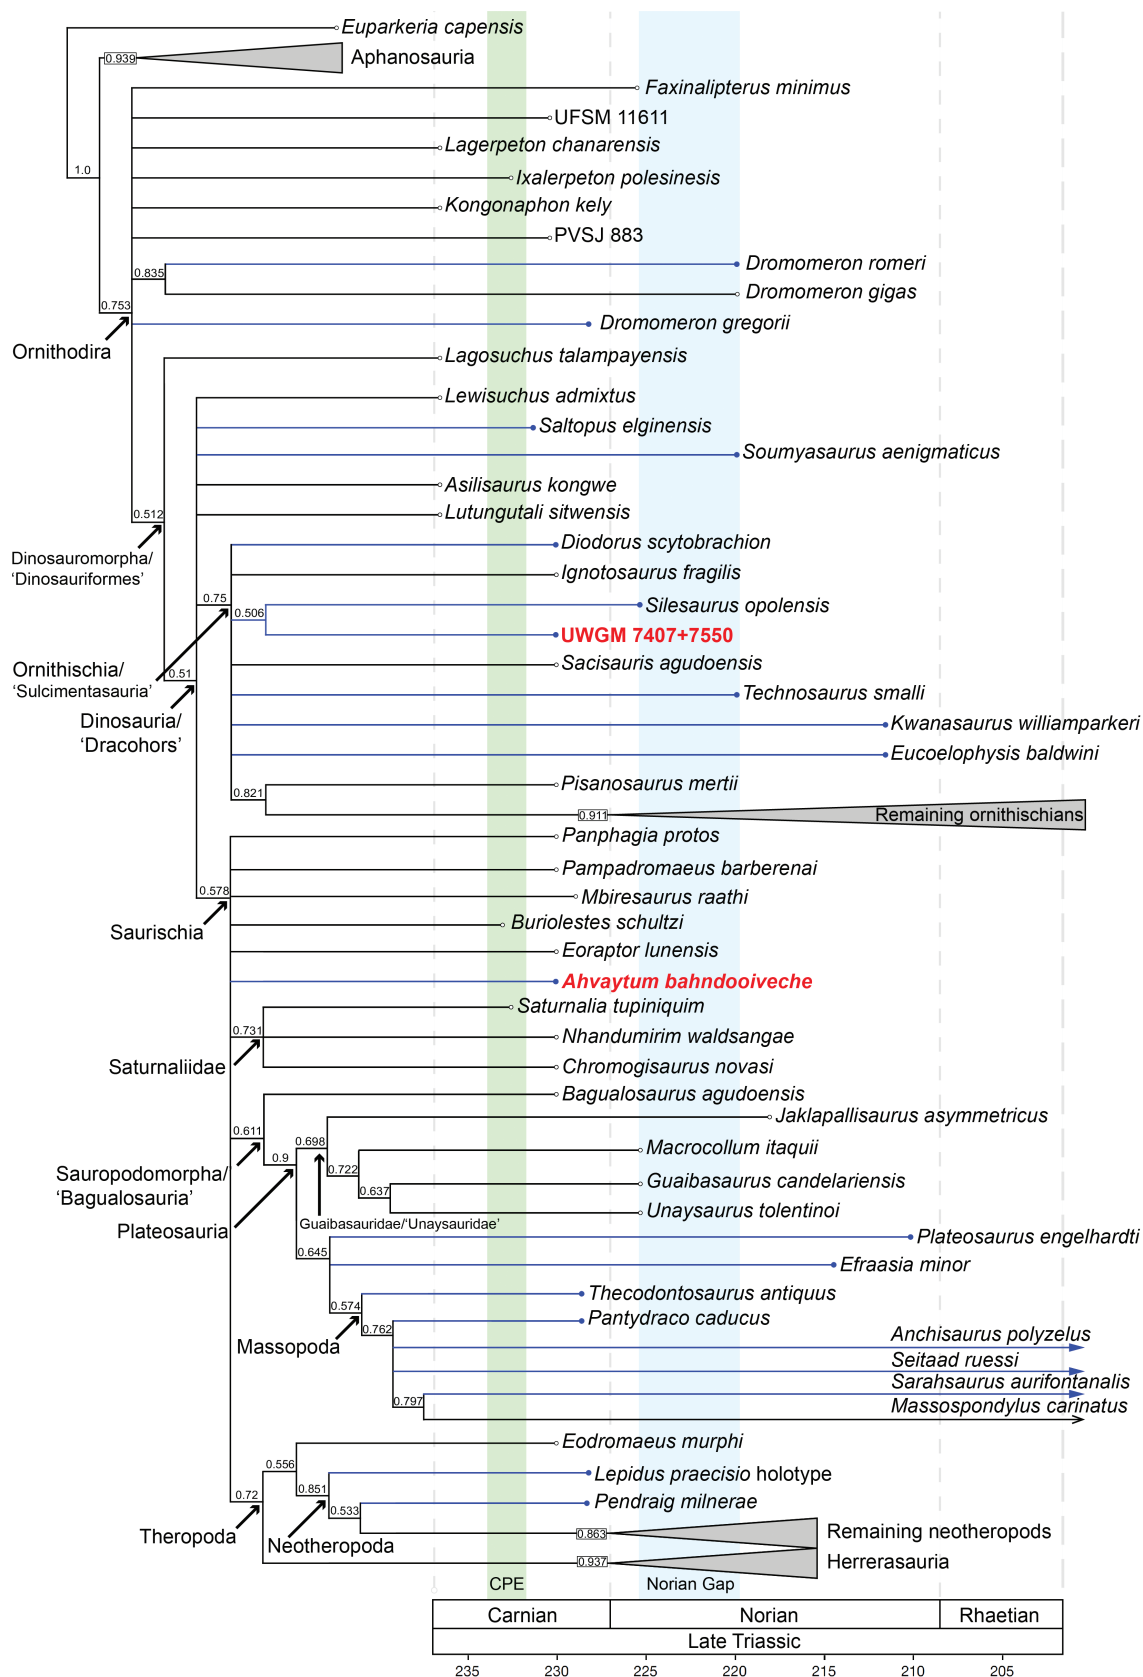 Euparkeria capensis
0.939
Aphanosauria
Faxinalipterus minimus
UFSM 11611
Lagerpeton chanarensis
1.0
Ixalerpeton polesinesis
Kongonaphon kely
PVSJ 883
Dromomeron romeri
0.835
Dromomeron gigas
0.753
Dromomeron gregorii
Ornithodira
Lagosuchus talampayensis
Lewisuchus admixtus
Saltopus elginensis
Soumyasaurus aenigmaticus
Asilisaurus kongwe
Lutungutali sitwensis
0.512
Dinosauromorpha/
‘Dinosauriformes’
Diodorus scytobrachion
Ignotosaurus fragilis
0.75
Silesaurus opolensis
0.506
UWGM 7407+7550
Sacisauris agudoensis
Ornithischia/
‘Sulcimentasauria’
0.51
Technosaurus smalli
Dinosauria/
‘Dracohors’
Kwanasaurus williamparkeri
Eucoelophysis baldwini
Pisanosaurus mertii
0.821
0.911
Remaining ornithischians
Panphagia protos
Pampadromaeus barberenai
0.578
Mbiresaurus raathi
Saurischia
Buriolestes schultzi
Eoraptor lunensis
Ahvaytum bahndooiveche
Saturnalia tupiniquim
0.731
Nhandumirim waldsangae
Saturnaliidae
Chromogisaurus novasi
Bagualosaurus agudoensis
Jaklapallisaurus asymmetricus
0.611
0.698
Macrocollum itaquii
0.9
Sauropodomorpha/
‘Bagualosauria’
0.722
Guaibasaurus candelariensis
0.637
Unaysaurus tolentinoi
Plateosauria
Guaibasauridae/‘Unaysauridae’
Plateosaurus engelhardti
0.645
Efraasia minor
Thecodontosaurus antiquus
0.574
Pantydraco caducus
0.762
Massopoda
Anchisaurus polyzelus
Seitaad ruessi
Sarahsaurus aurifontanalis
0.797
Massospondylus carinatus
Eodromaeus murphi
0.556
Lepidus praecisio holotype
0.851
0.72
Pendraig milnerae
0.533
Theropoda
Neotheropoda
0.863
Remaining neotheropods
0.937
Herrerasauria
CPE
Norian Gap
Carnian
Norian
Rhaetian
Late Triassic
235
230
225
220
215
210
205